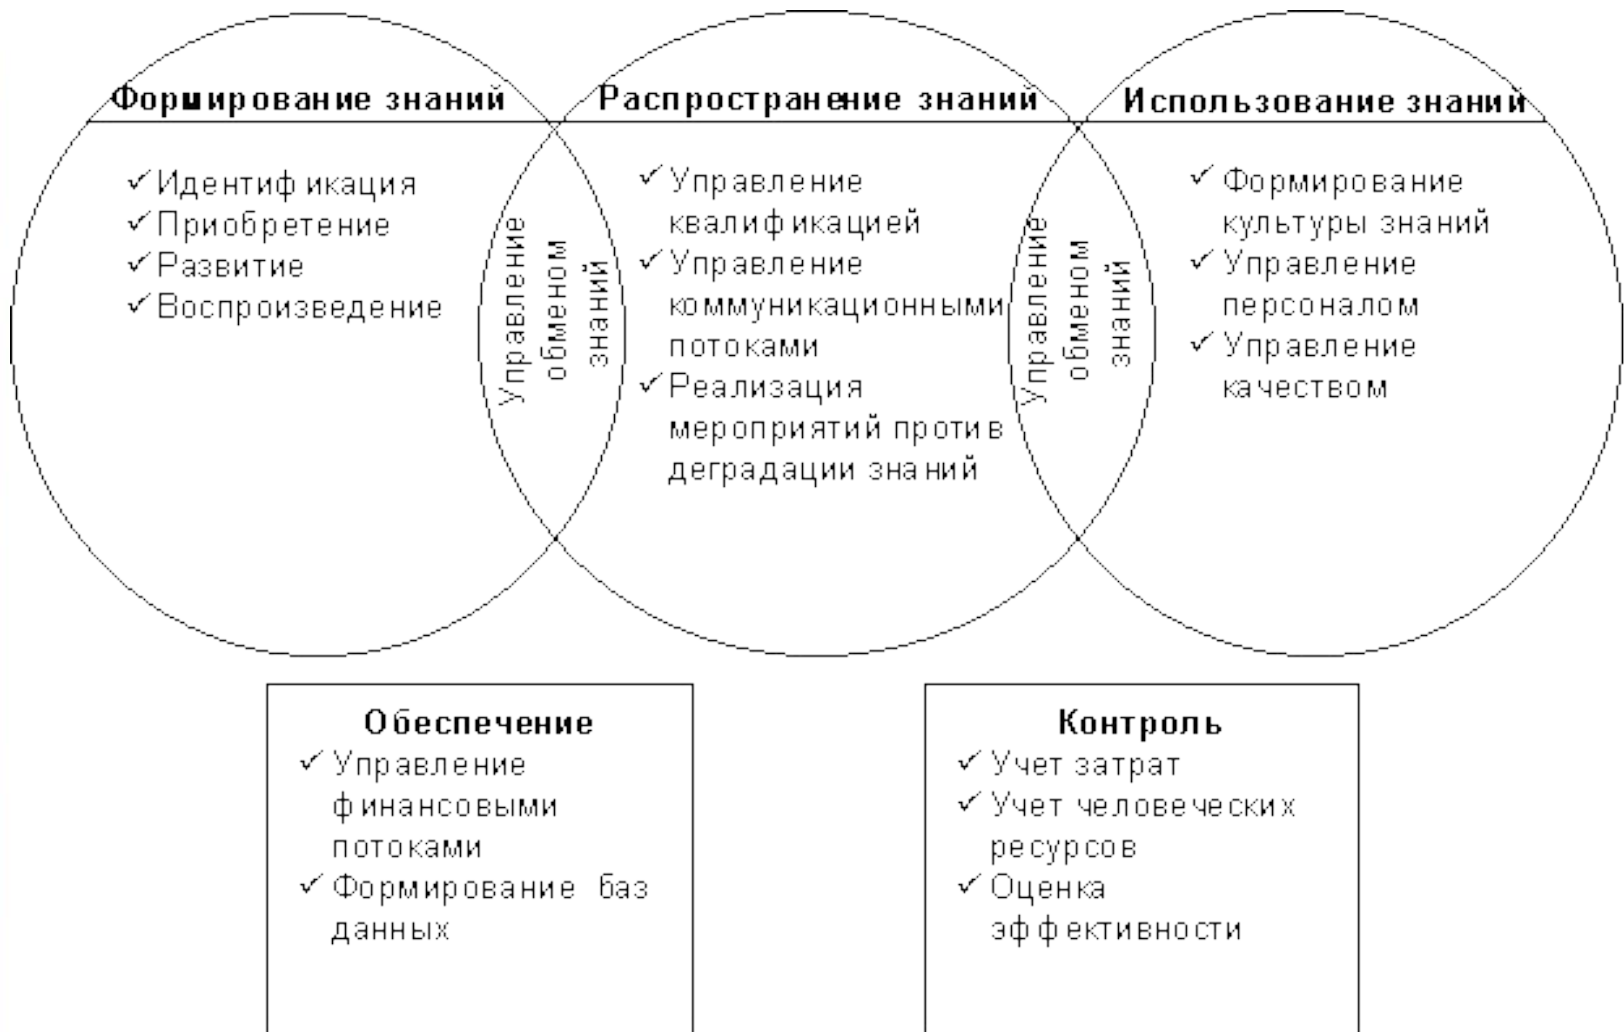 Формирование знаний
Идентификация
Приобретение
Развитие
Воспроизведение
Управление
обменом
знаний
Распространение знаний
Управление
квалификацией
Управление
коммуникационными
потоками
Реализация
мероприятий против
деградации знаний
Управление
обменом
знаний
Использование знаний
Формирование
культуры знаний
Управление
персоналом
Управление
качеством
Обеспечение
Управление
финансовыми
потоками
Формирование баз
данных
Контроль
Учет затрат
Учет человеческих
ресурсов
Оценка
эффективности